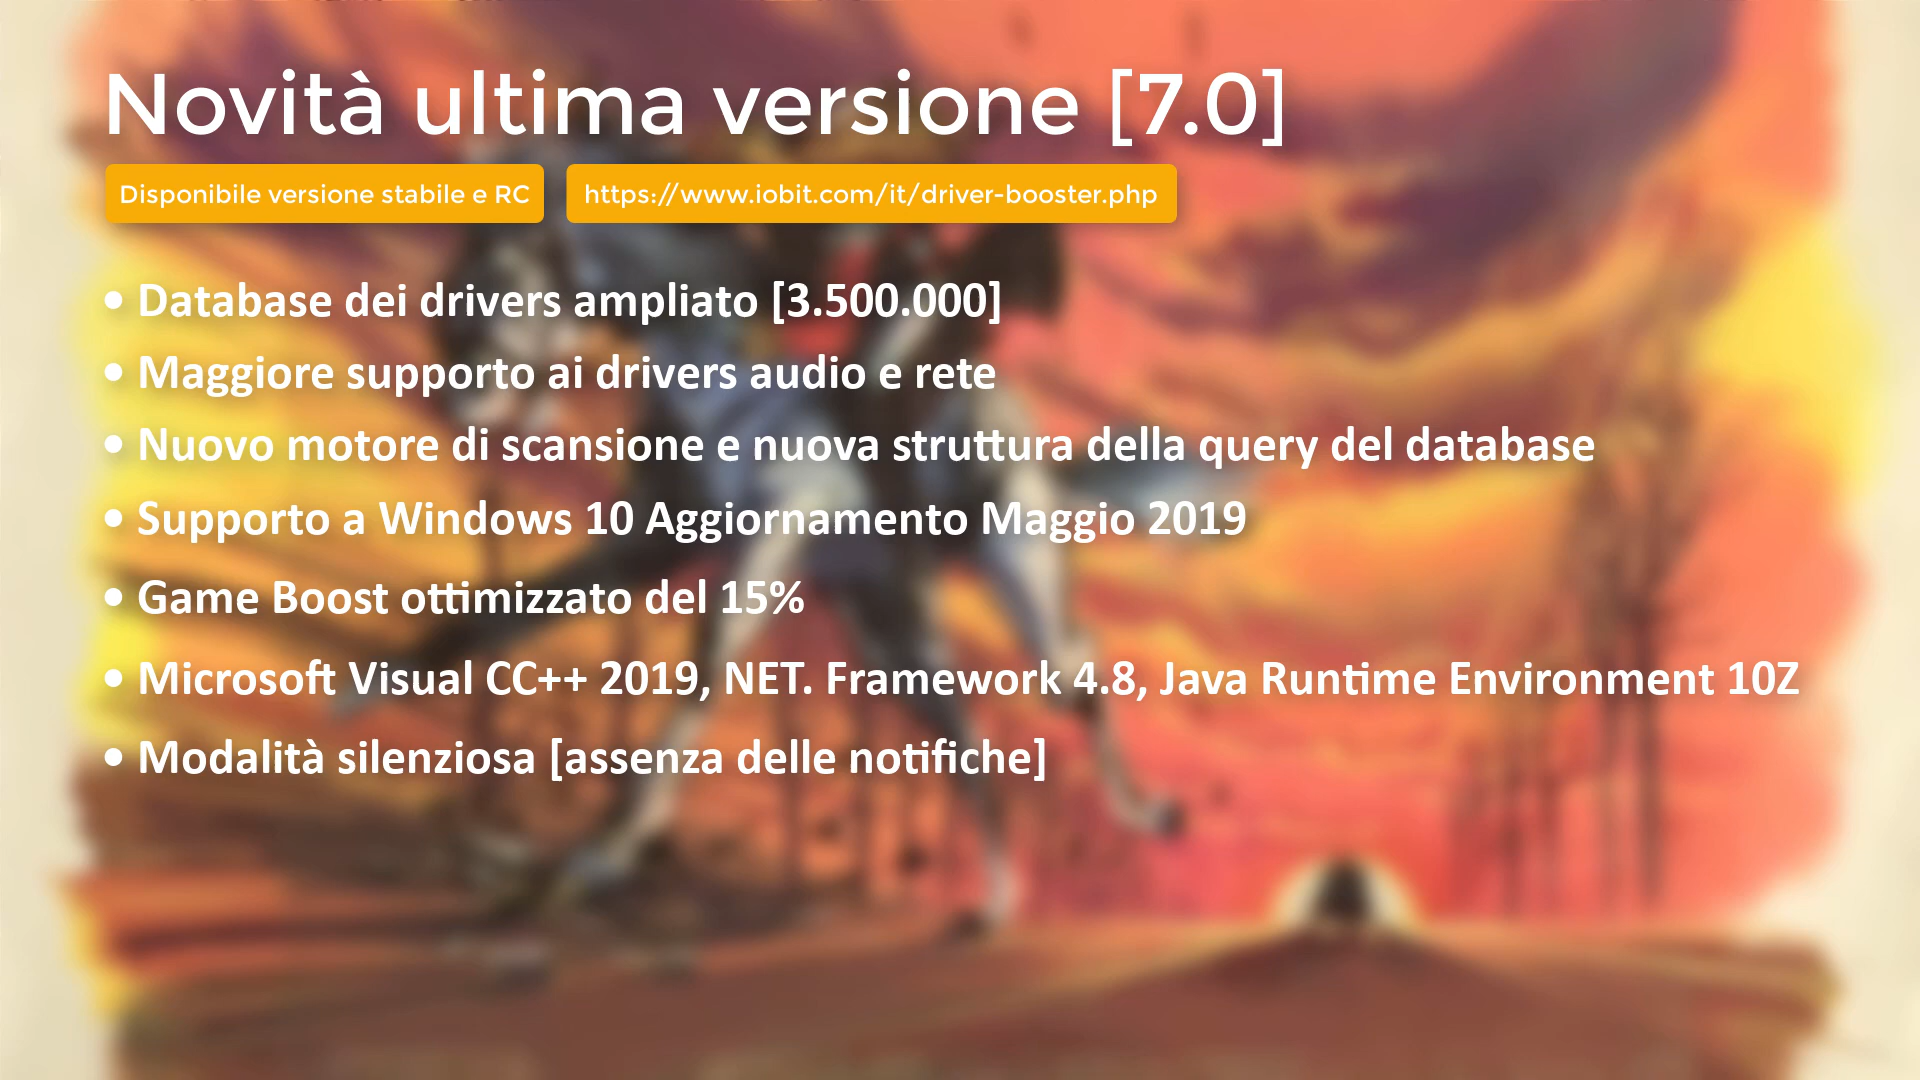 Novità ultima versione [7.0]
Disponibile versione stabile e RC
https://www.iobit.com/it/driver-booster.php
• Database dei drivers ampliato [3.500.000]
• Maggiore supporto ai drivers audio e rete
• Nuovo motore di scansione e nuova struttura della query del database
• Supporto a Windows 10 Aggiornamento Maggio 2019
• Game Boost ottimizzato del 15%
• Microsoft Visual CC++ 2019, NET. Framework 4.8, Java Runtime Environment 10Z
• Modalità silenziosa [assenza delle notifiche]